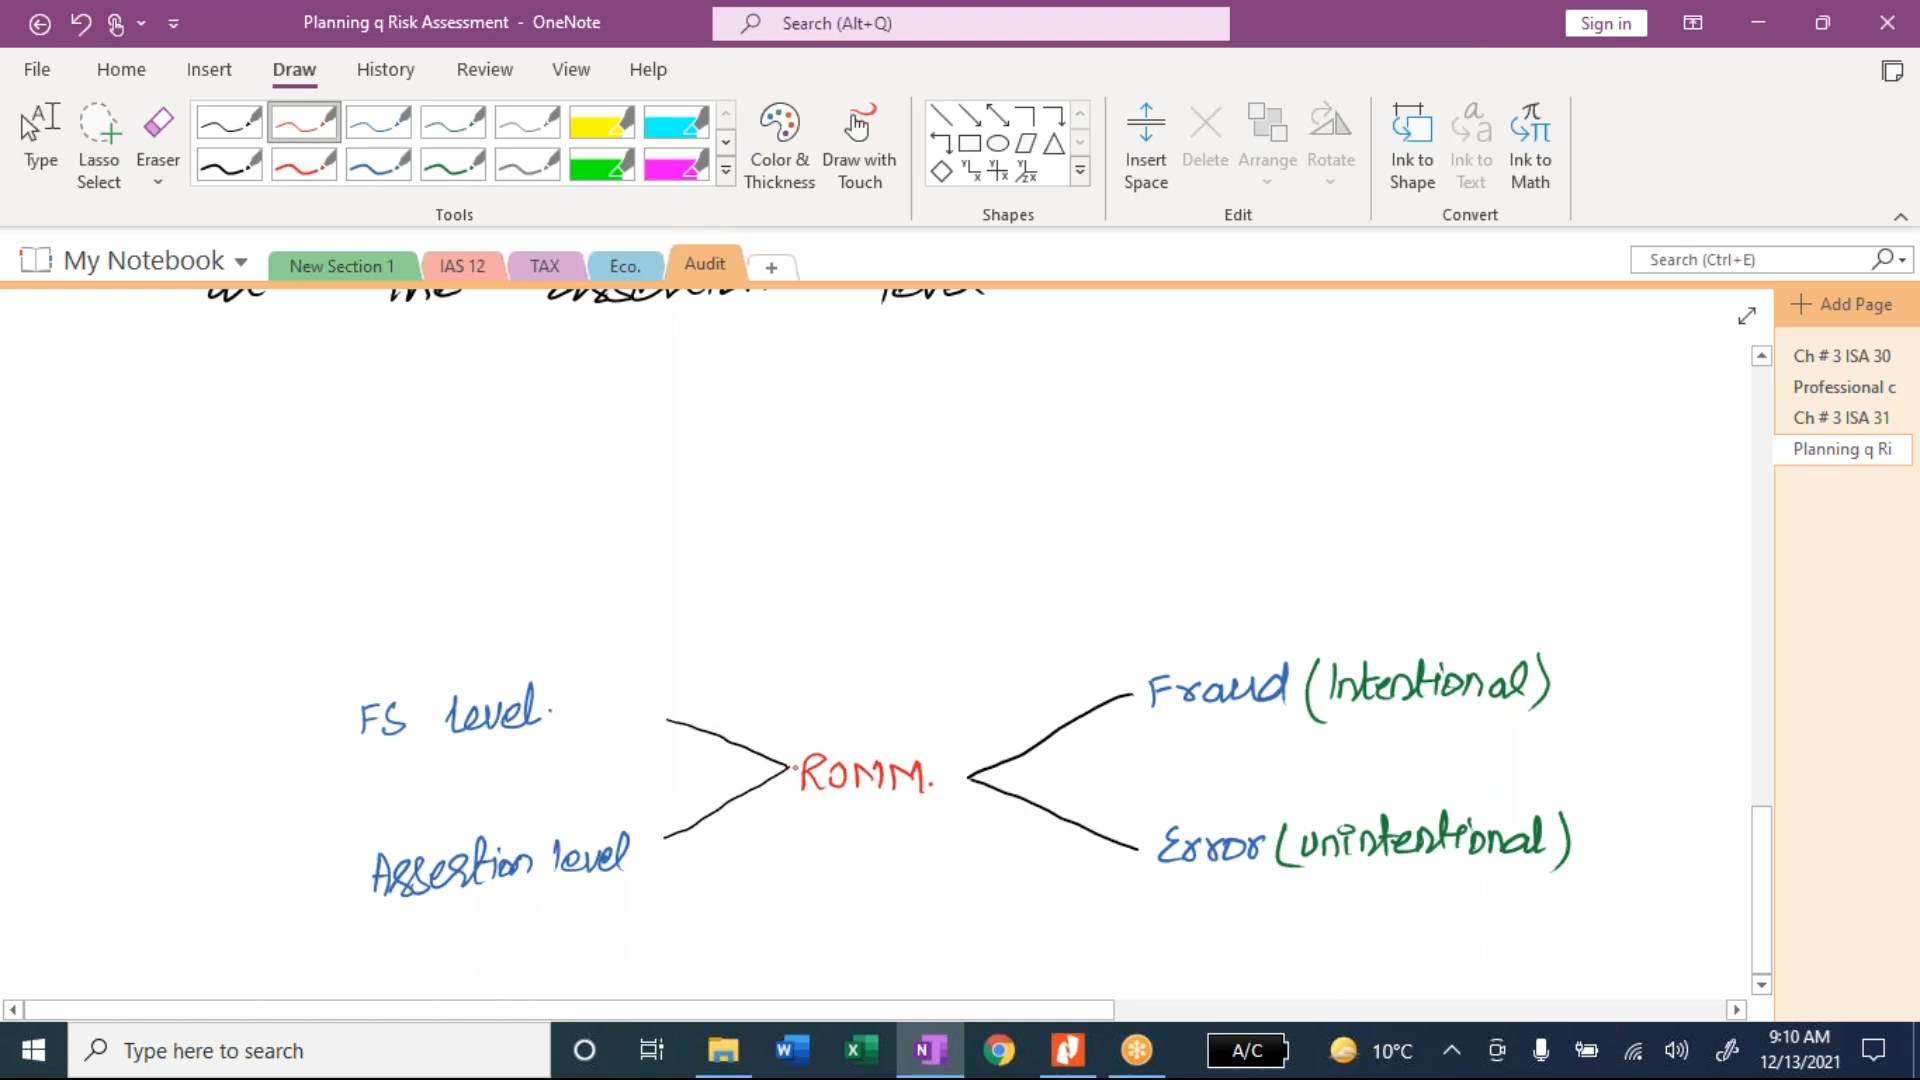 Planning q Risk Assessment - OneNote
Search (Alt+Q)
Sign in
File Home Insert Draw History Review View Help
Type
Lasso Select
Eraser
Color & Thickness
Draw with Touch
Insert Space
Delete
Arrange
Rotate
Ink to Shape
Ink to Text
Ink to Math
Tools
Shapes
Edit
Convert
My Notebook
New Section 1
IAS 12
TAX
Eco.
Audit
Search (Ctrl+E)
Add Page
Ch # 3 ISA 30
Professional c
Ch # 3 ISA 31
Planning q Ri
at the assertion level
FS level.
Assertion level
ROMM.
Fraud (Intentional)
Error (unintentional)
Type here to search
A/C
10°C
9:10 AM
12/13/2021